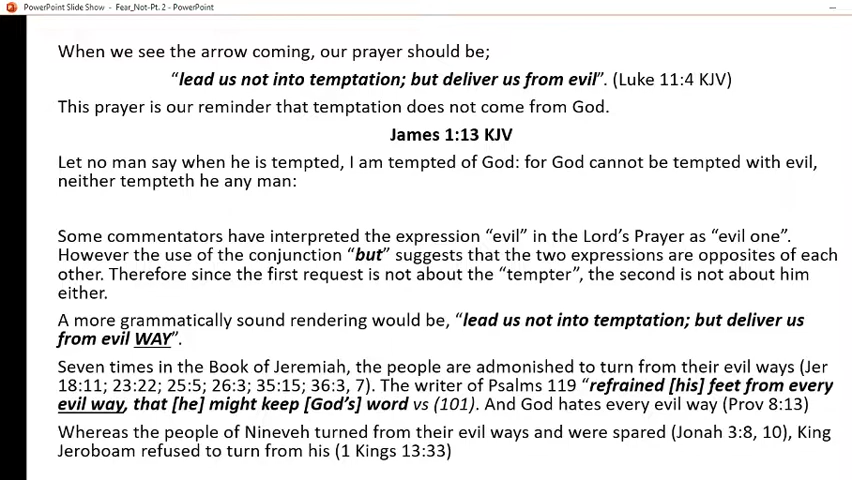 PowerPoint Slide Show - Fear_Not-Pt. 2 - PowerPoint
When we see the arrow coming, our prayer should be;
“lead us not into temptation; but deliver us from evil”. (Luke 11:4 KJV)
This prayer is our reminder that temptation does not come from God.
James 1:13 KJV
Let no man say when he is tempted, I am tempted of God: for God cannot be tempted with evil,
neither tempteth he any man:
Some commentators have interpreted the expression “evil” in the Lord’s Prayer as “evil one”.
However the use of the conjunction “but” suggests that the two expressions are opposites of each
other. Therefore since the first request is not about the “tempter”, the second is not about him
either.
A more grammatically sound rendering would be, “lead us not into temptation; but deliver us
from evil WAY”.
Seven times in the Book of Jeremiah, the people are admonished to turn from their evil ways (Jer
18:11; 23:22; 25:5; 26:3; 35:15; 36:3, 7). The writer of Psalms 119 “refrained [his] feet from every
evil way, that [he] might keep [God’s] word vs (101). And God hates every evil way (Prov 8:13)
Whereas the people of Nineveh turned from their evil ways and were spared (Jonah 3:8, 10), King
Jeroboam refused to turn from his (1 Kings 13:33)